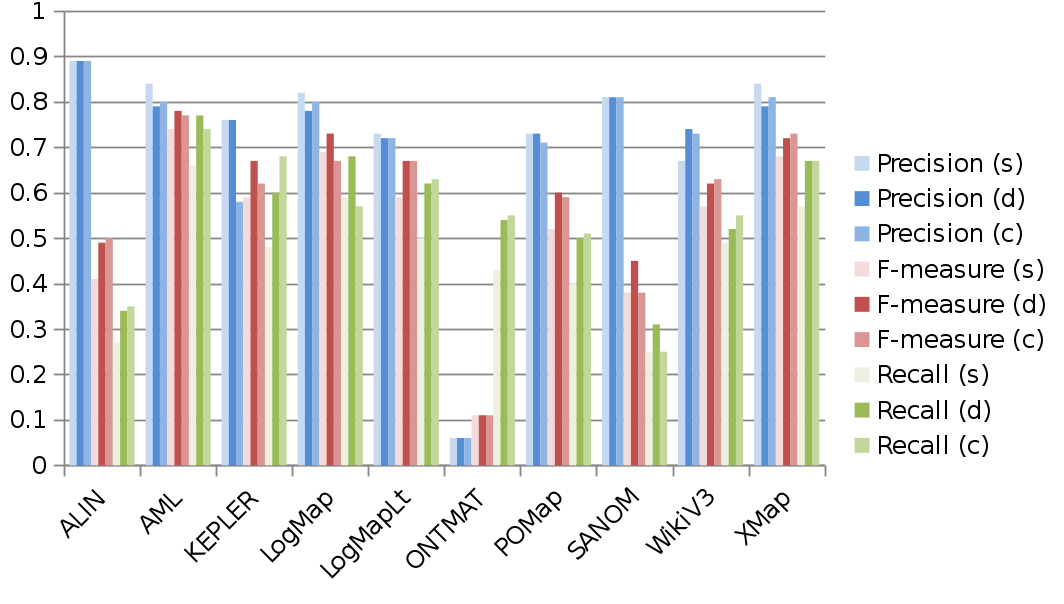 1
0.9
0.8
0.7
0.6
0.5
0.4
0.3
0.2
0.1
0
ALIN
AML
KEPLER
LogMap
LogMapLt
ONTMAT
POMap
SANOM
WikiV3
XMap
Precision (s)
Precision (d)
Precision (c)
F-measure (s)
F-measure (d)
F-measure (c)
Recall (s)
Recall (d)
Recall (c)